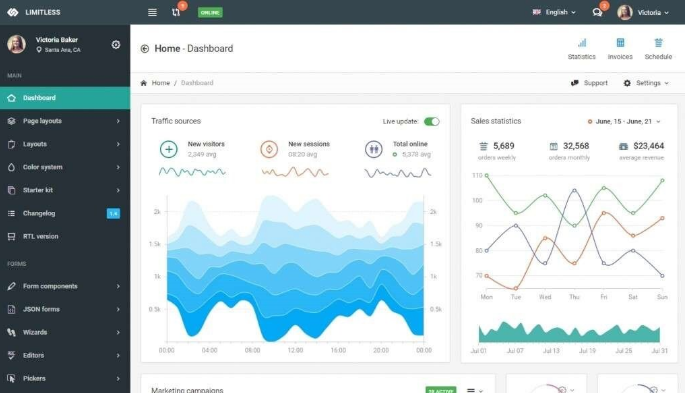 LIMITLESS
ONLINE
English
Victoria
Victoria Baker
Santa Ana, CA
MAIN
Dashboard
Page layouts
Layouts
Color system
Starter kit
Changelog
RTL version
FORMS
Form components
JSON forms
Wizards
Editors
Pickers
Home - Dashboard
Statistics
Invoices
Schedule
Home / Dashboard
Support
Settings
Traffic sources
Live update:
New visitors
2,349 avg
New sessions
08:20 avg
Total online
5,378 avg
2k
1.5k
1k
0.5k
2k
1.5k
1k
0.5k
00:00 04:00 08:00 12:00 16:00 20:00 00:00
Sales statistics
June, 15 - June, 21
5,689
orders weekly
32,568
orders monthly
$23,464
average revenue
110
100
90
80
70
Mon Tue Wed Thu Fri Sat Sun
Jul 01 Jul 07 Jul 13 Jul 19 Jul 25 Jul 31
Marketing campaigns
28 ACTIVE